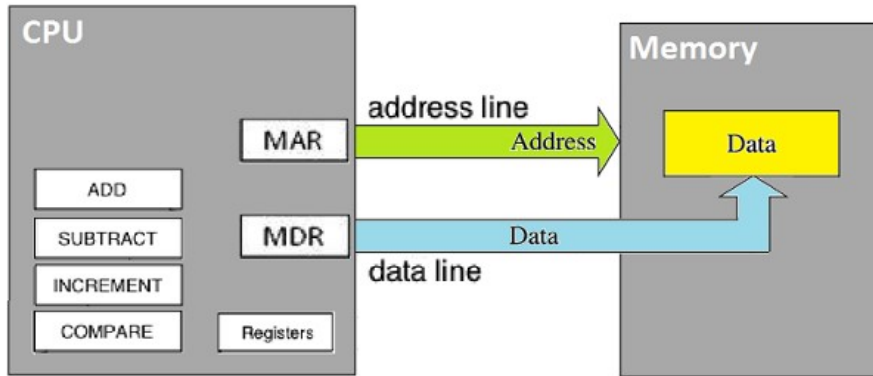 CPU
Memory
address line
MAR
Address
Data
ADD
SUBTRACT
MDR
Data
data line
INCREMENT
COMPARE
Registers